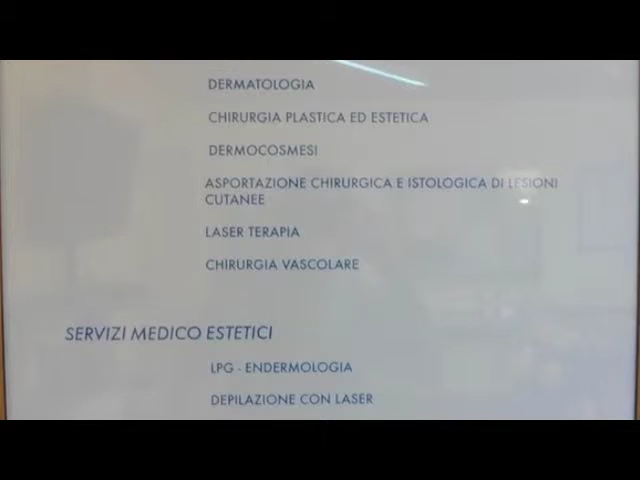 DERMATOLOGIA
CHIRURGIA PLASTICA ED ESTETICA
DERMOCOSMESI
ASPORTAZIONE CHIRURGICA E ISTOLOGICA DI LESIONI
CUTANEE
LASER TERAPIA
CHIRURGIA VASCOLARE
SERVIZI MEDICO ESTETICI
LPG - ENDERMOLOGIA
DEPILAZIONE CON LASER